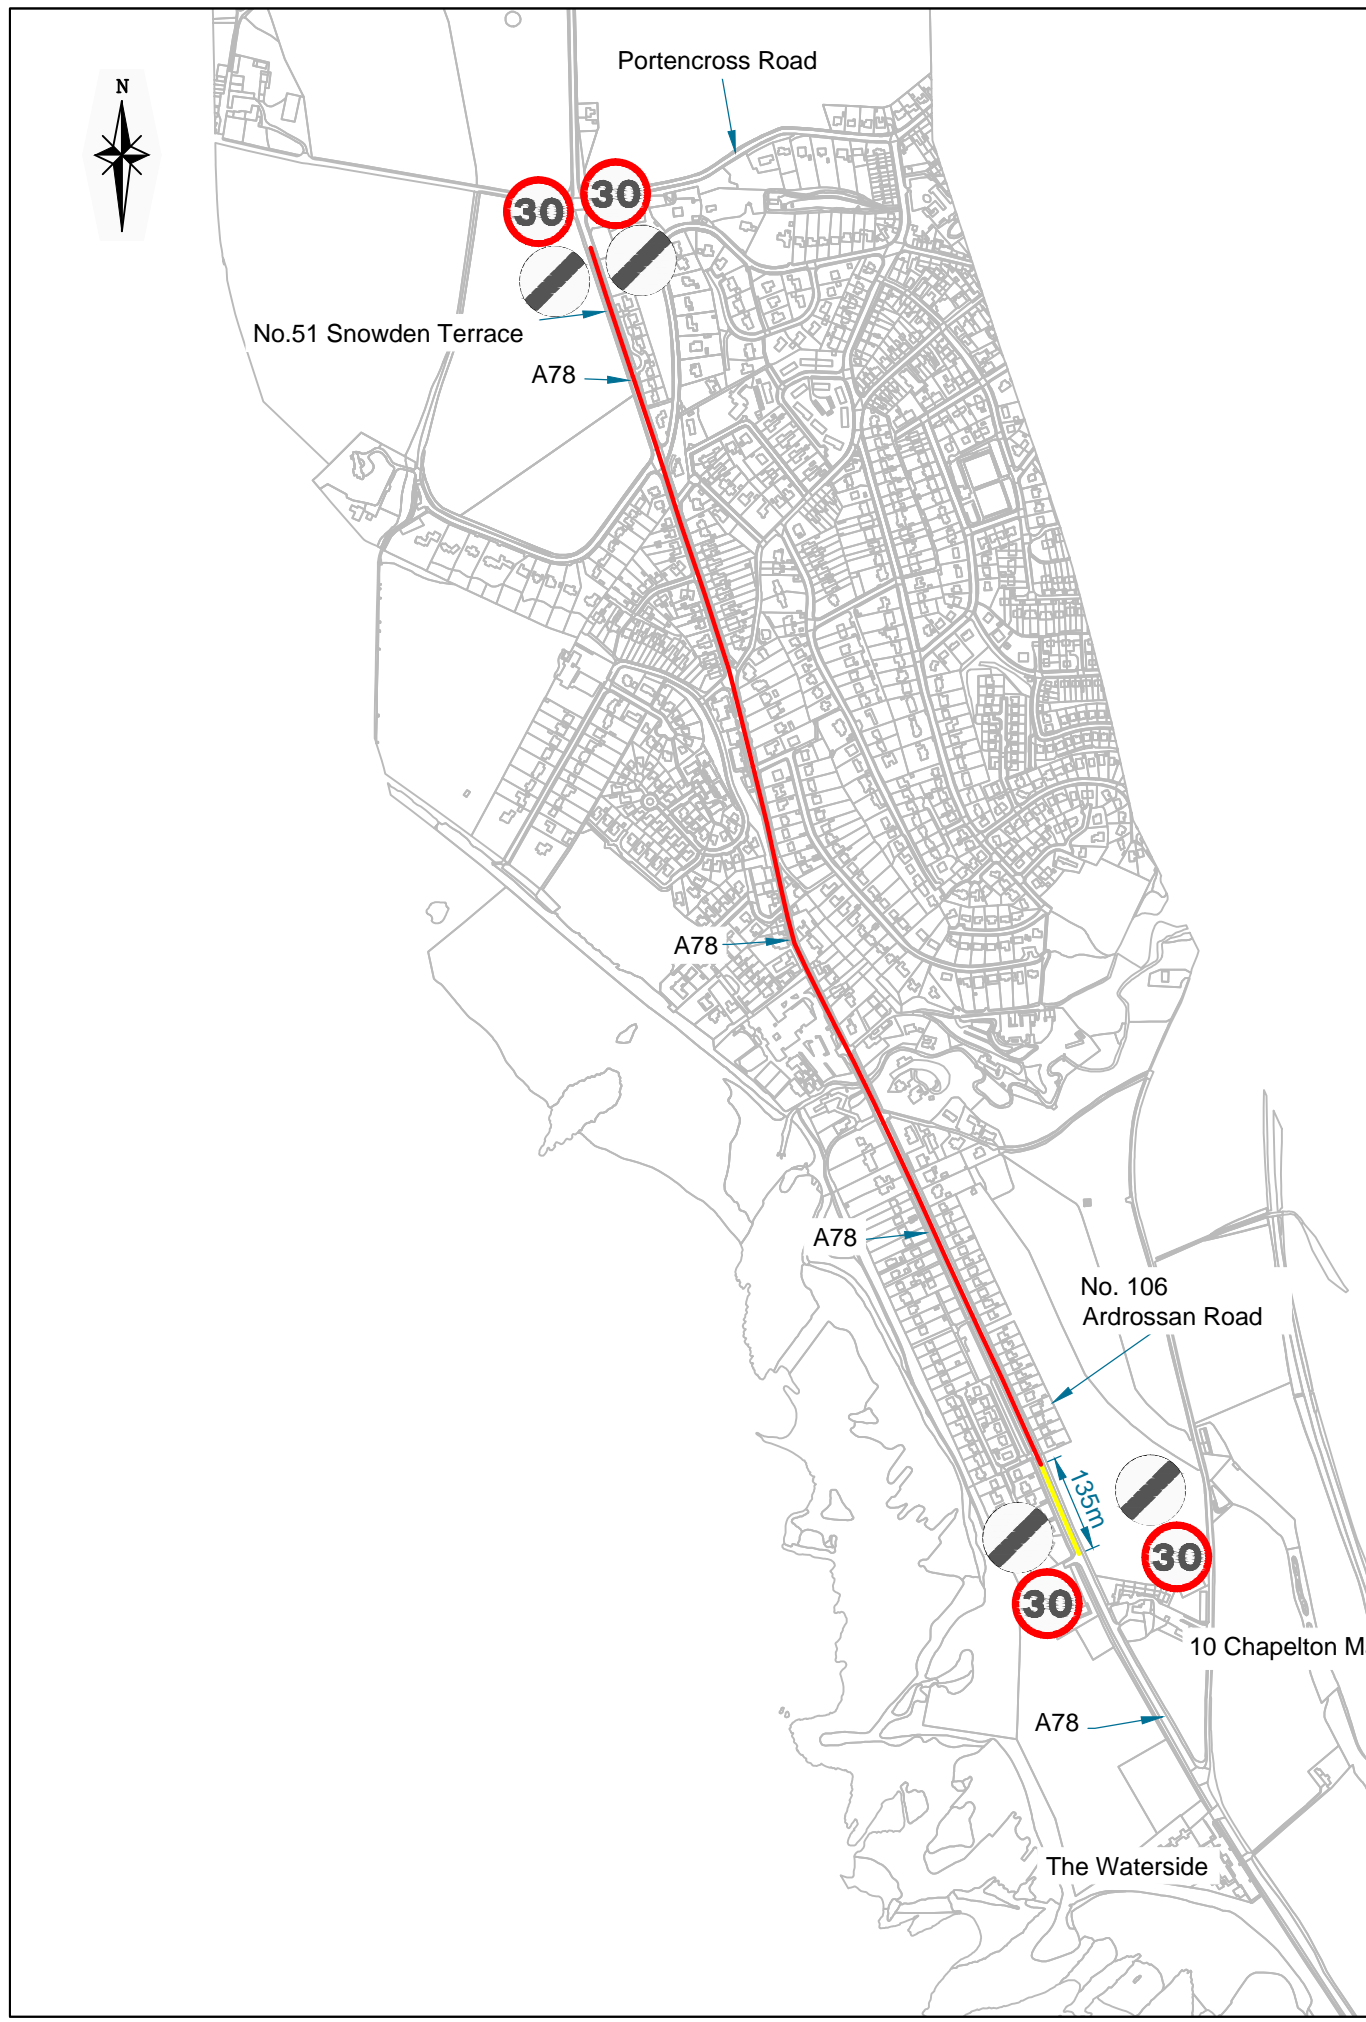 Portencross Road
N
30
30
No.51 Snowden Terrace
A78
A78
A78
No. 106
Ardrossan Road
135m
30
30
10 Chapelton M
A78
The Waterside